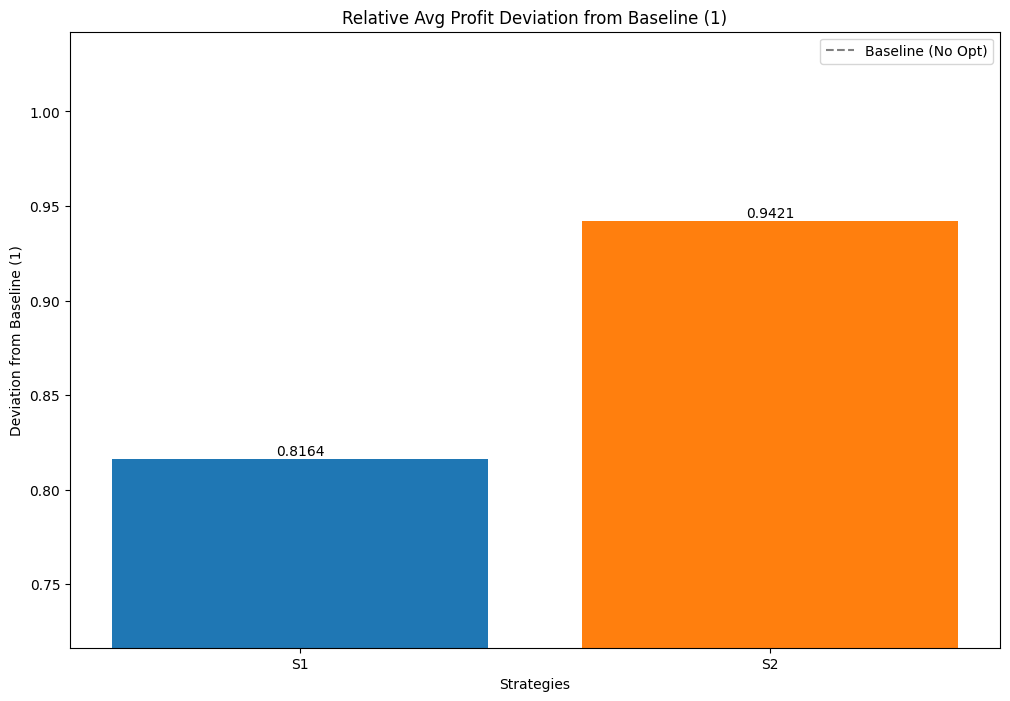 Relative Avg Profit Deviation from Baseline (1)
Baseline (No Opt)
1.00
0.95
0.90
0.85
0.80
0.75
Deviation from Baseline (1)
0.8164
0.9421
S1
S2
Strategies